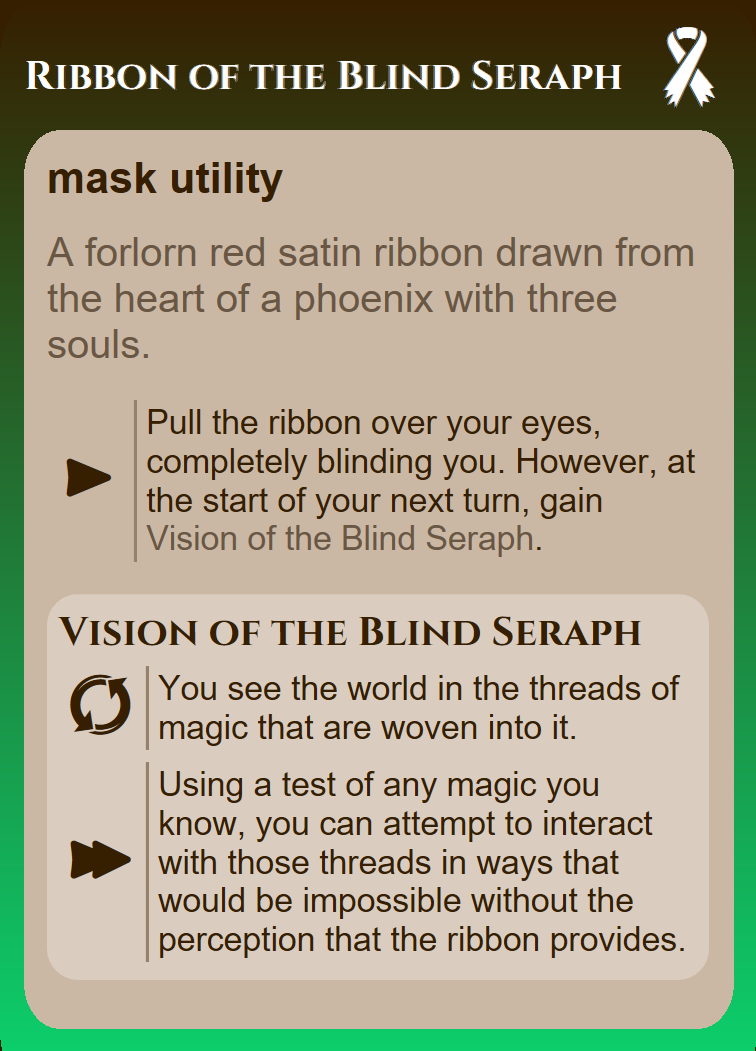 Ribbon of the Blind Seraph
mask utility
A forlorn red satin ribbon drawn from
the heart of a phoenix with three
souls.
Pull the ribbon over your eyes,
completely blinding you. However, at
the start of your next turn, gain
Vision of the Blind Seraph.
Vision of the Blind Seraph
You see the world in the threads of
magic that are woven into it.
Using a test of any magic you
know, you can attempt to interact
with those threads in ways that
would be impossible without the
perception that the ribbon provides.